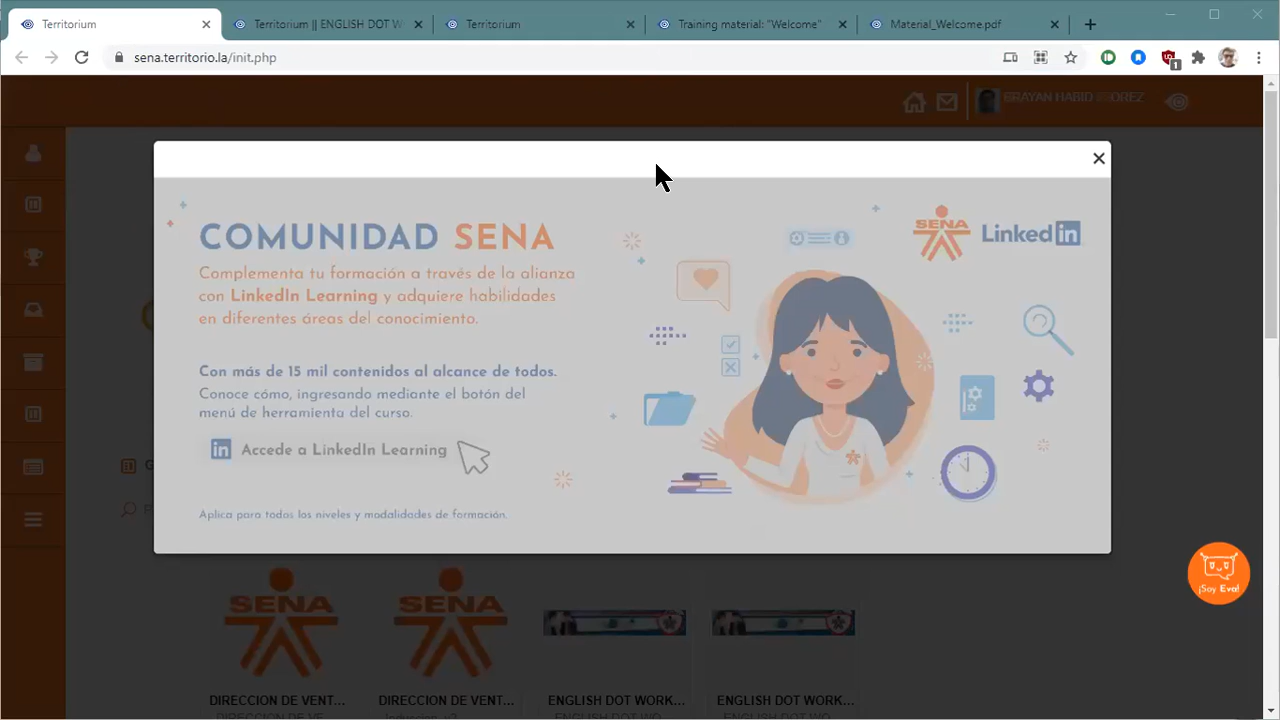 Territorium
Territorium || ENGLISH DOT W
Territorium
Training material: "Welcome"
Material_Welcome.pdf
sena.territorio.la/init.php
1
BRAYAN HABID
COMUNIDAD SENA
SENA
Linked in
Complementa tu formación a través de la alianza
con LinkedIn Learning y adquiere habilidades
en diferentes áreas del conocimiento.
Con más de 15 mil contenidos al alcance de todos.
Conoce cómo, ingresando mediante el botón del
menú de herramienta del curso.
in Accede a LinkedIn Learning
G
P
Aplica para todos los niveles y modalidades de formación.
¡Soy Eva!
SENA
SENA
DIRECCION DE VENT...
DIRECCION DE VENT...
ENGLISH DOT WORK...
ENGLISH DOT WORK...